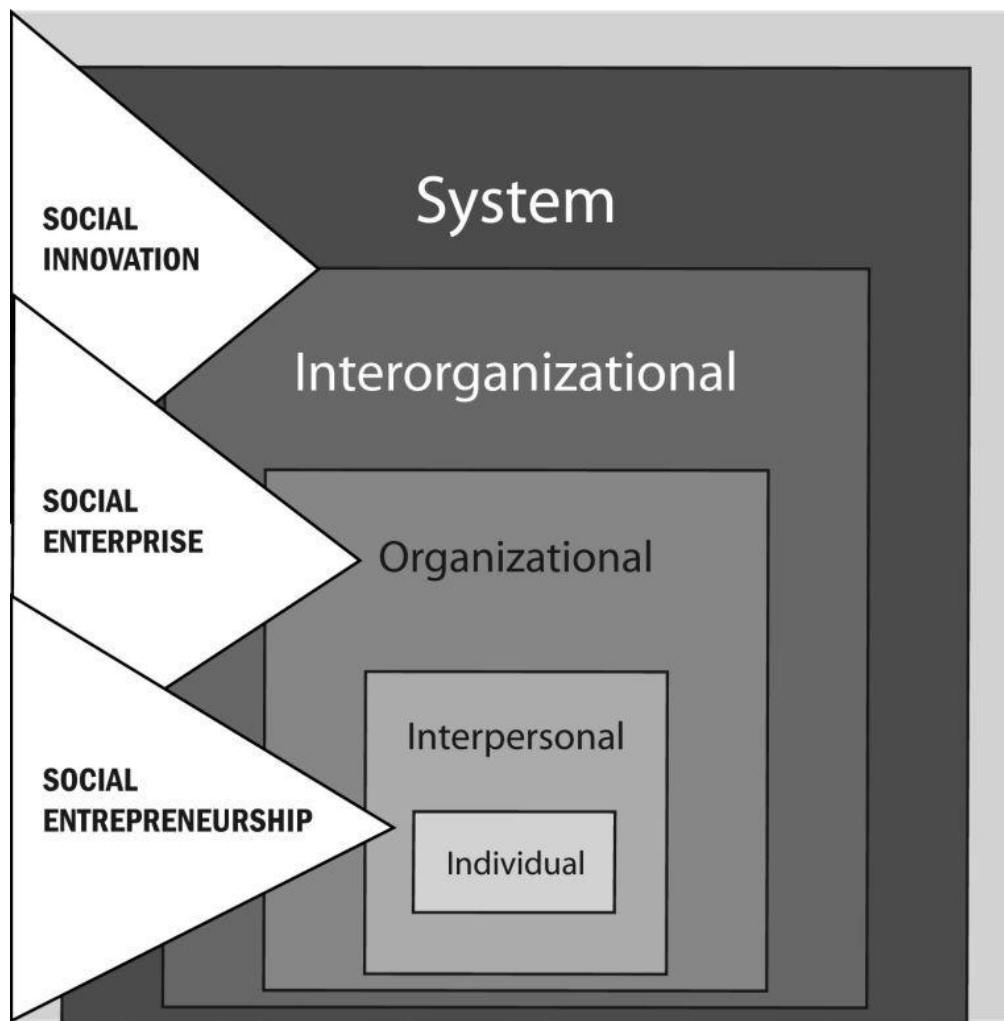 System
SOCIAL
INNOVATION
Interorganizational
SOCIAL
ENTERPRISE
Organizational
Interpersonal
SOCIAL
ENTREPRENEURSHIP
Individual